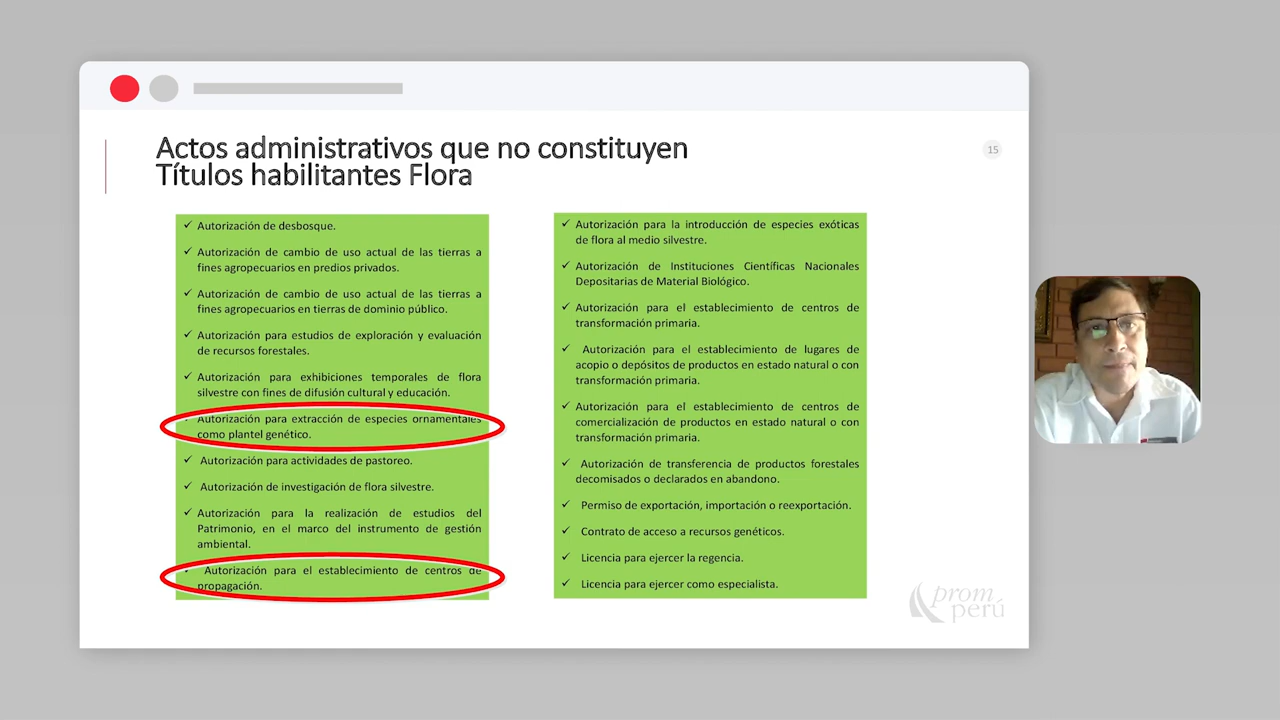 Actos administrativos que no constituyen
Títulos habilitantes Flora
15
Autorización de desbosque.
Autorización de cambio de uso actual de las tierras a
fines agropecuarios en predios privados.
Autorización de cambio de uso actual de las tierras a
fines agropecuarios en tierras de dominio público.
Autorización para estudios de exploración y evaluación
de recursos forestales.
Autorización para exhibiciones temporales de flora
silvestre con fines de difusión cultural y educación.
Autorización para extracción de especies ornamentales
como plantel genético.
Autorización para actividades de pastoreo.
Autorización de investigación de flora silvestre.
Autorización para la realización de estudios del
Patrimonio, en el marco del instrumento de gestión
ambiental.
Autorización para el establecimiento de centros de
propagación.
Autorización para la introducción de especies exóticas
de flora al medio silvestre.
Autorización de Instituciones Científicas Nacionales
Depositarias de Material Biológico.
Autorización para el establecimiento de centros de
transformación primaria.
Autorización para el establecimiento de lugares de
acopio o depósitos de productos en estado natural o con
transformación primaria.
Autorización para el establecimiento de centros de
comercialización de productos en estado natural o con
transformación primaria.
Autorización de transferencia de productos forestales
decomisados o declarados en abandono.
Permiso de exportación, importación o reexportación.
Contrato de acceso a recursos genéticos.
Licencia para ejercer la regencia.
Licencia para ejercer como especialista.
prom
perú